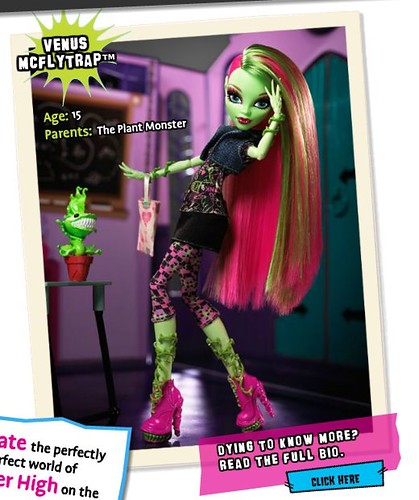 VENUS
MCFLYTRAP™
Age: 15
Parents: The Plant Monster
ate the perfectly
rfect world of
er High on the
DYING TO KNOW MORE?
READ THE FULL BIO.
CLICK HERE